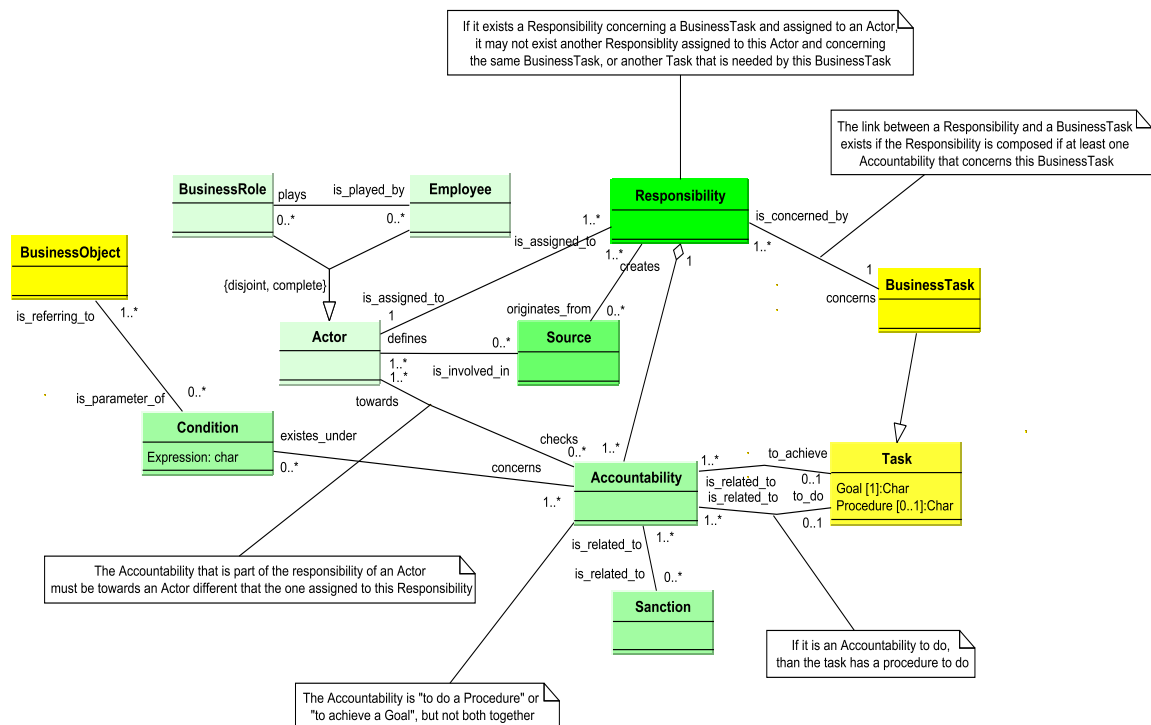 If it exists a Responsibility concerning a BusinessTask and assigned to an Actor,
it may not exist another Responsiblity assigned to this Actor and concerning
the same BusinessTask, or another Task that is needed by this BusinessTask
The link between a Responsibility and a BusinessTask
exists if the Responsibility is composed if at least one
Accountability that concerns this BusinessTask
BusinessRole
plays
is_played_by
Employee
0..*
0..*
Responsibility
is_concerned_by
1..*
1..*
is_assigned_to
1..*
creates
1
BusinessObject
{disjoint, complete}
1
concerns
BusinessTask
is_referring_to
1..*
is_assigned_to
1
originates_from
0..*
Actor
defines
0..*
Source
1..*
is_involved_in
1..*
is_parameter_of
0..*
towards
Condition
Expression: char
existes_under
0..*
checks
0..*
1..*
concerns
1..*
Accountability
1..*
to_achieve
0..1
is_related_to
is_related_to
to_do
1..*
0..1
Task
Goal [1]:Char
Procedure [0..1]:Char
is_related_to
1..*
is_related_to
0..*
Sanction
The Accountability that is part of the responsibility of an Actor
must be towards an Actor different that the one assigned to this Responsibility
If it is an Accountability to do,
than the task has a procedure to do
The Accountability is "to do a Procedure" or
"to achieve a Goal", but not both together